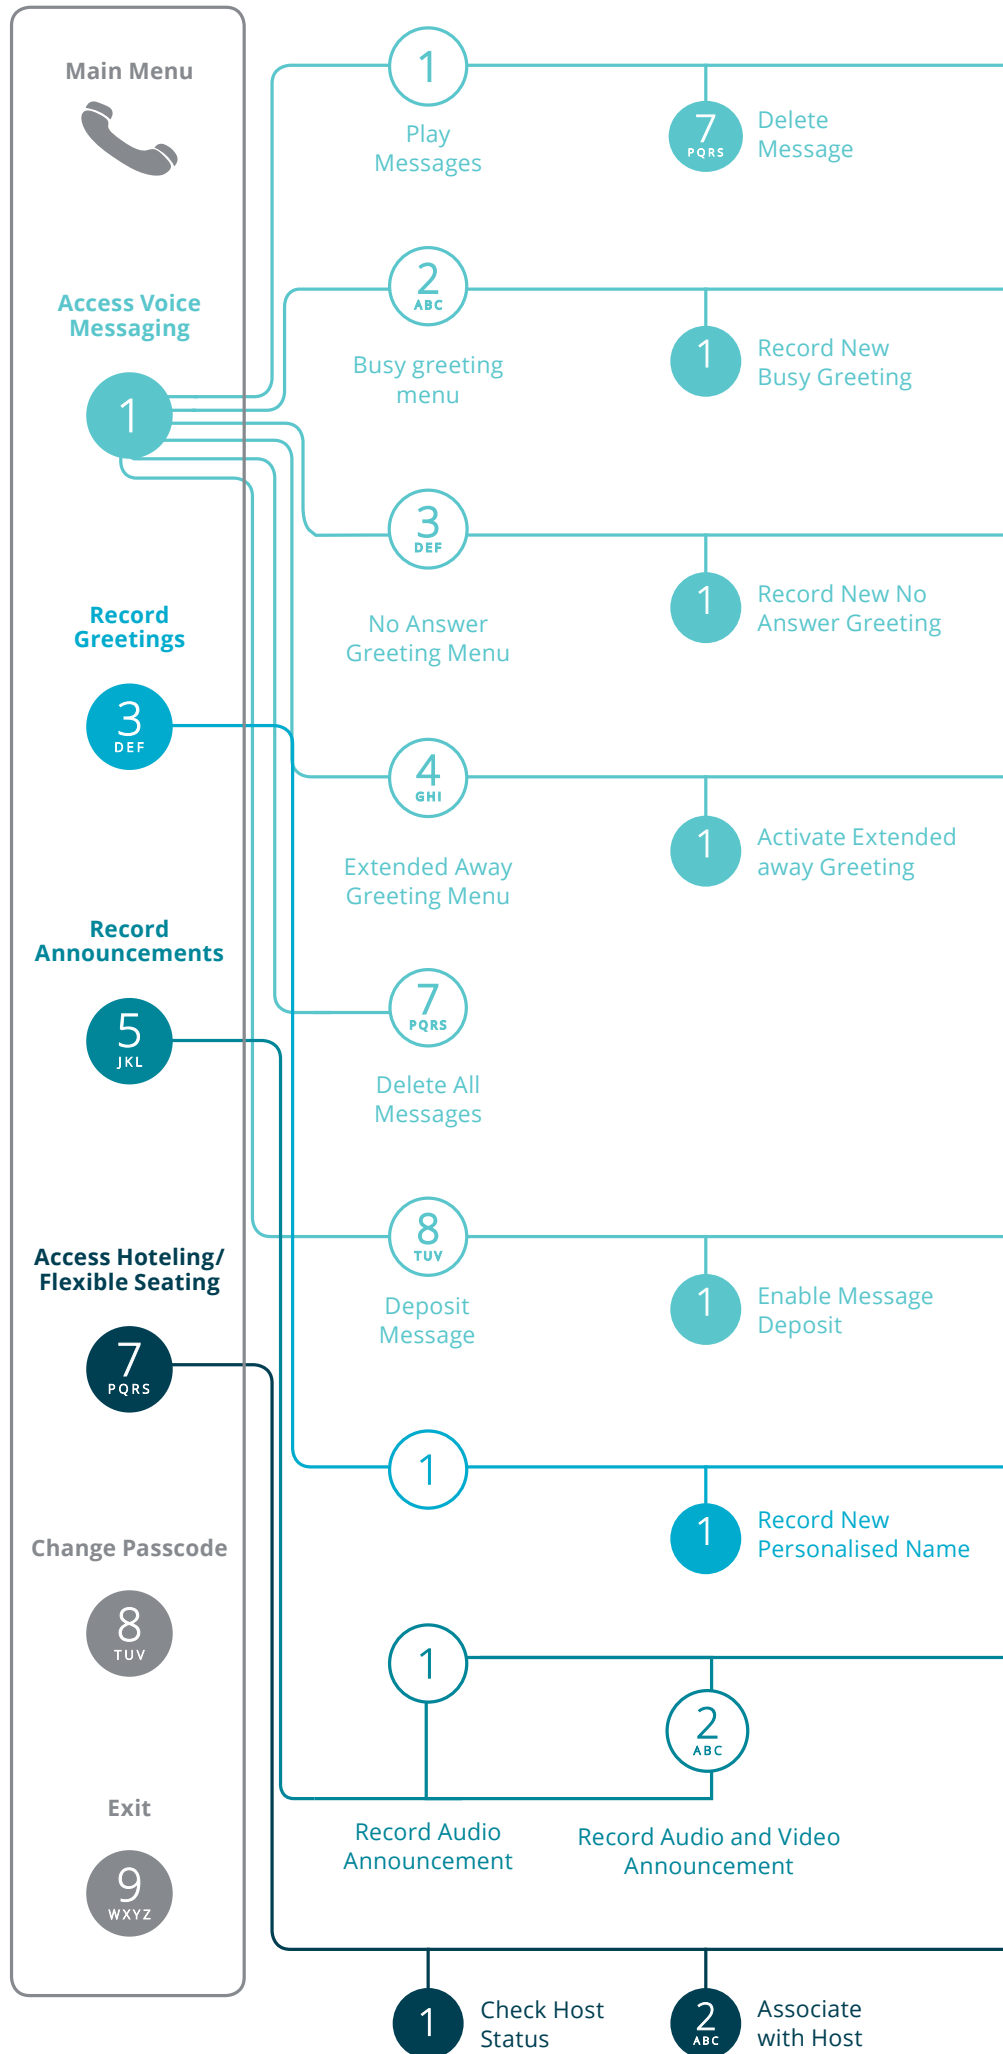 Main Menu
Access Voice
Messaging
1
Record
Greetings
3
DEF
Record
Announcements
5
JKL
Access Hoteling/
Flexible Seating
7
PQRS
Change Passcode
8
TUV
Exit
9
WXYZ
1
Play
Messages
7
PQRS
Delete
Message
2
ABC
Busy greeting
menu
1
Record New
Busy Greeting
3
DEF
No Answer
Greeting Menu
1
Record New No
Answer Greeting
4
GHI
Extended Away
Greeting Menu
1
Activate Extended
away Greeting
7
PQRS
Delete All
Messages
8
TUV
Deposit
Message
1
Enable Message
Deposit
1
1
Record New
Personalised Name
1
Record Audio
Announcement
2
ABC
Record Audio and Video
Announcement
1
Check Host
Status
2
ABC
Associate
with Host